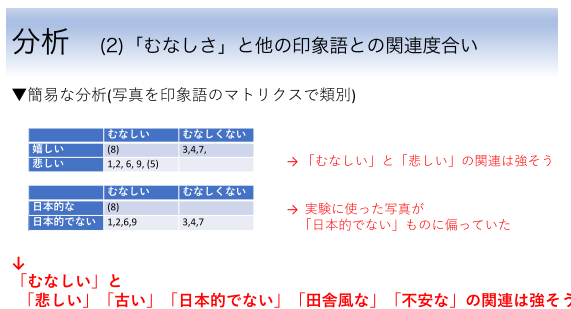 分析 (2)「むなしさ」と他の印象語との関連度合い
▼簡易な分析(写真を印象語のマトリクスで類別)
むなしい むなしくない
嬉しい (8) 3,4,7,
悲しい 1,2, 6, 9, (5)
→ 「むなしい」と「悲しい」の関連は強そう
むなしい むなしくない
日本的な (8)
日本的でない 1,2,6,9 3,4,7
→ 実験に使った写真が
「日本的でない」ものに偏っていた
↓
「むなしい」と
「悲しい」「古い」「日本的でない」「田舎風な」「不安な」の関連は強そう